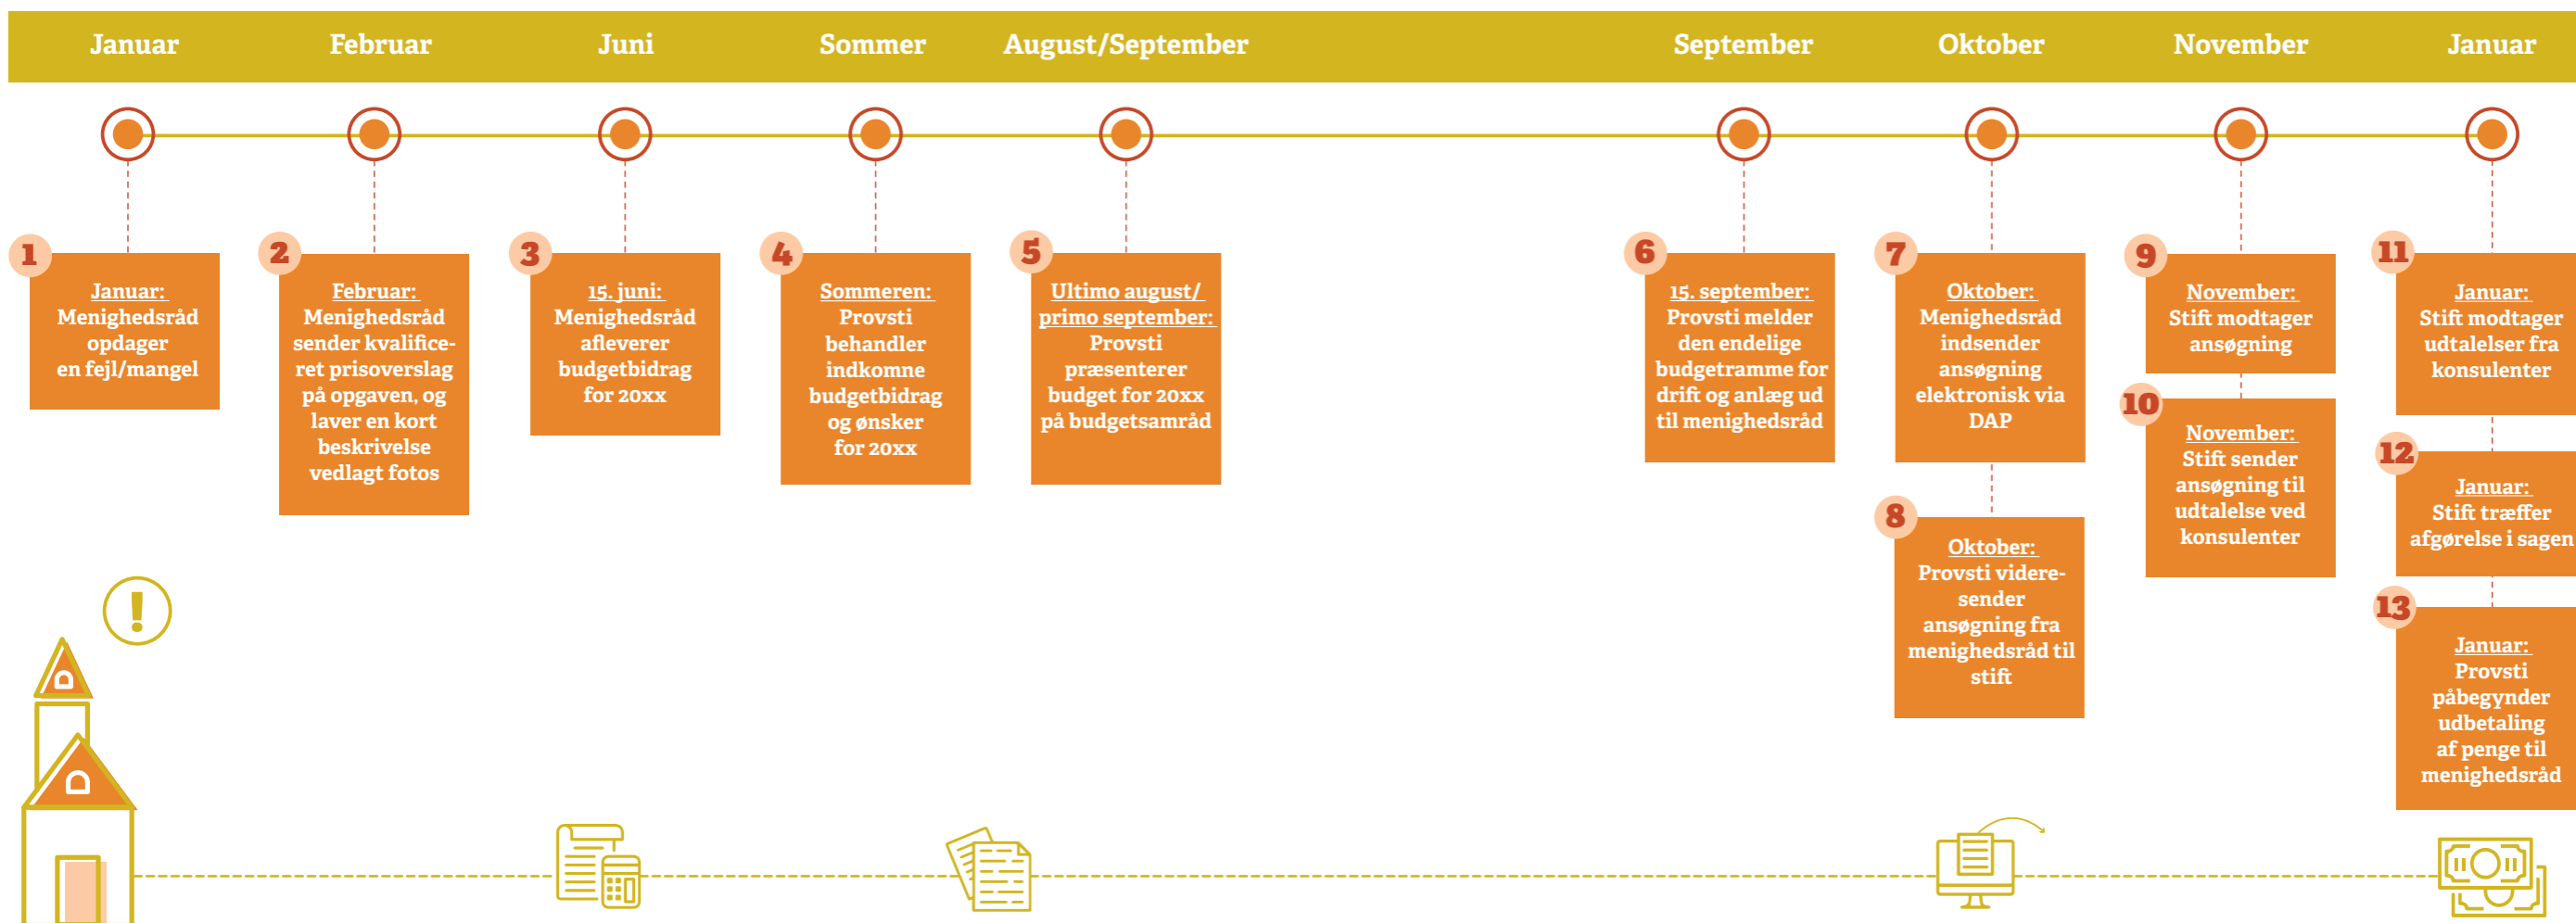 Januar
Februar
Juni
Sommer
August/September
September
Oktober
November
Januar
1
Januar:
Menighedsråd
opdager
en fejl/mangel
2
Februar:
Menighedsråd
sender kvalifice-
ret prisoverslag
på opgaven, og
laver en kort
beskrivelse
vedlagt fotos
3
15. juni:
Menighedsråd
afleverer
budgetbidrag
for 20xx
4
Sommeren:
Provsti
behandler
indkomne
budgetbidrag
og ønsker
for 20xx
5
Ultimo august/
primo september:
Provsti
præsenterer
budget for 20xx
på budgetsamråd
6
15. september:
Provsti melder
den endelige
budgetramme for
drift og anlæg ud
til menighedsråd
7
Oktober:
Menighedsråd
indsender
ansøgning
elektronisk via
DAP
8
Oktober:
Provsti videre-
sender
ansøgning fra
menighedsråd til
stift
9
November:
Stift modtager
ansøgning
10
November:
Stift sender
ansøgning til
udtalelse ved
konsulenter
11
Januar:
Stift modtager
udtalelser fra
konsulenter
12
Januar:
Stift træffer
afgørelse i sagen
13
Januar:
Provsti
påbegynder
udbetaling
af penge til
menighedsråd
!